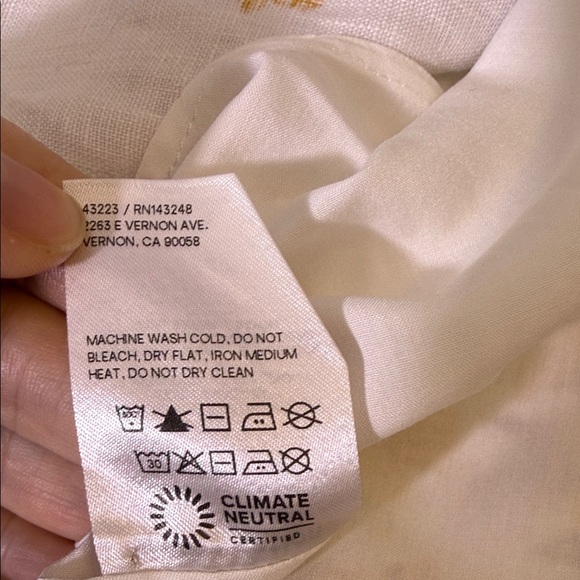 43223 / RN143248
2263 E VERNON AVE.
VERNON, CA 90058
MACHINE WASH COLD, DO NOT
BLEACH, DRY FLAT, IRON MEDIUM
HEAT, DO NOT DRY CLEAN
30
CLIMATE
NEUTRAL
CERTIFIED